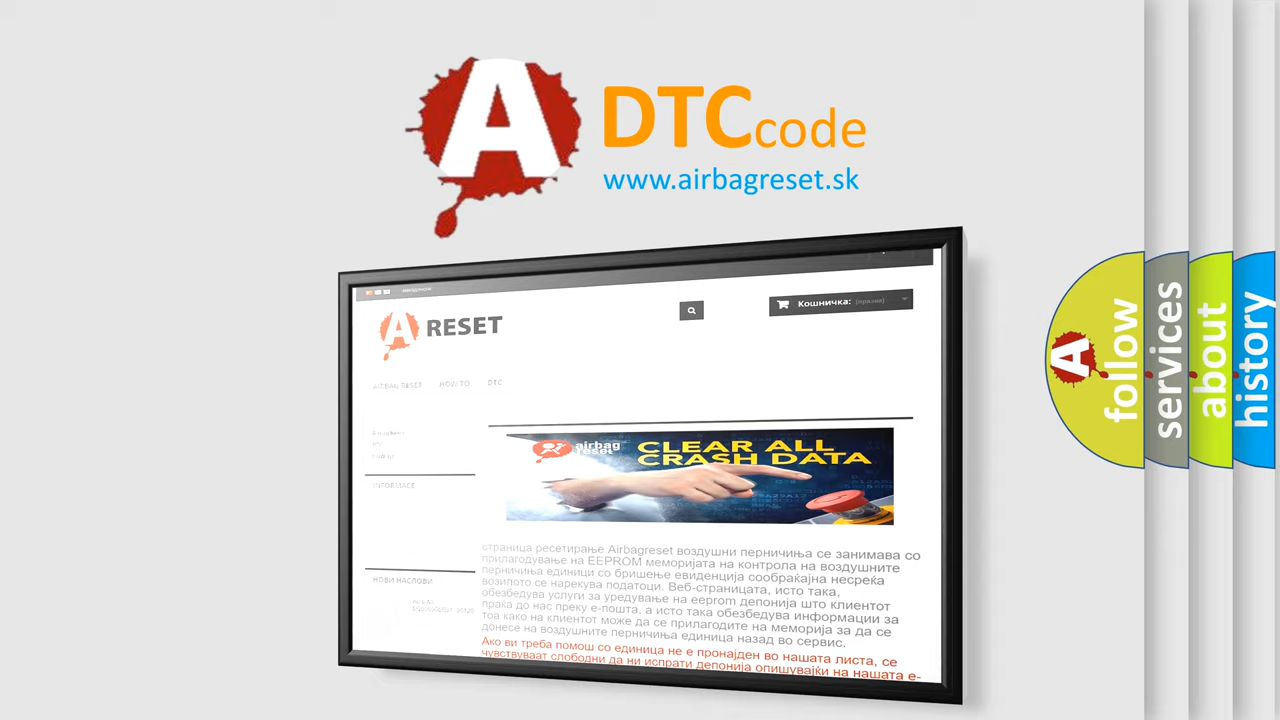 A
DTC code
www.airbagreset.sk
A RESET
Кошничка: (празна)
AIRBAG RESET HOW TO DTC
INFORMACE
НОВИ НАСЛОВИ
airbag
reset
CLEAR ALL
CRASH DATA
страница ресетирање Airbagreset воздушни перничиња се занимава со
прилагодување на EEPROM меморијата на контрола на воздушните
перничиња единици со бришење евиденција сообраќајна несреќа
возилото се нарекува податоци. Веб-страницата, исто така,
обезбедува услуги за уредување на eeprom депонија што клиентот
праќа до нас преку е-пошта, а исто така обезбедува информации за
тоа како на клиентот може да се прилагодите на меморија за да се
донесе на воздушните перничиња единица назад во сервис.
Ако ви треба помош со единица не е пронајден во нашата листа, се
чувствуваат слободни да ни испрати депонија опишувајќи на нашата е-
A
follow
services
about
history